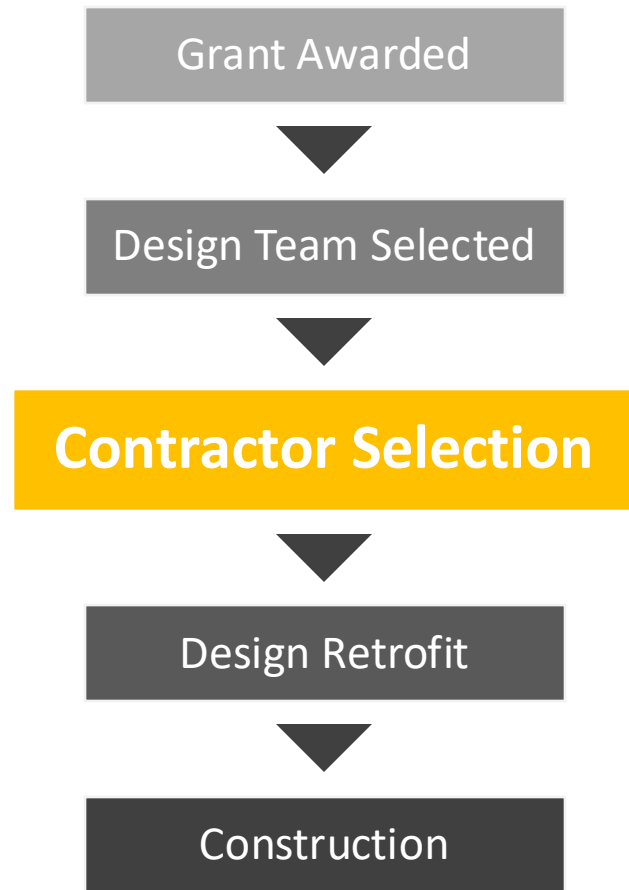 Grant Awarded
Design Team Selected
Contractor Selection
Design Retrofit
Construction